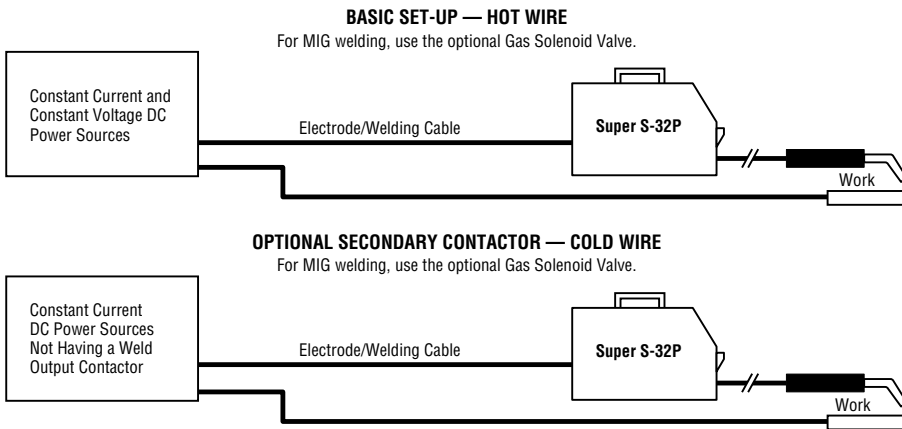 BASIC SET-UP — HOT WIRE
For MIG welding, use the optional Gas Solenoid Valve.
Constant Current and
Constant Voltage DC
Power Sources
Electrode/Welding Cable
Super S-32P
Work
OPTIONAL SECONDARY CONTACTOR — COLD WIRE
For MIG welding, use the optional Gas Solenoid Valve.
Constant Current
DC Power Sources
Not Having a Weld
Output Contactor
Electrode/Welding Cable
Super S-32P
Work